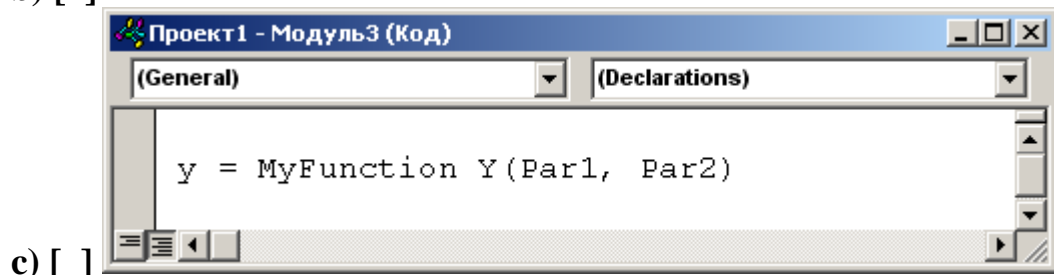 Проект1 - Модуль3 (Код)
(General) (Declarations)
y = MyFunction Y(Par1, Par2)
c) [ ]